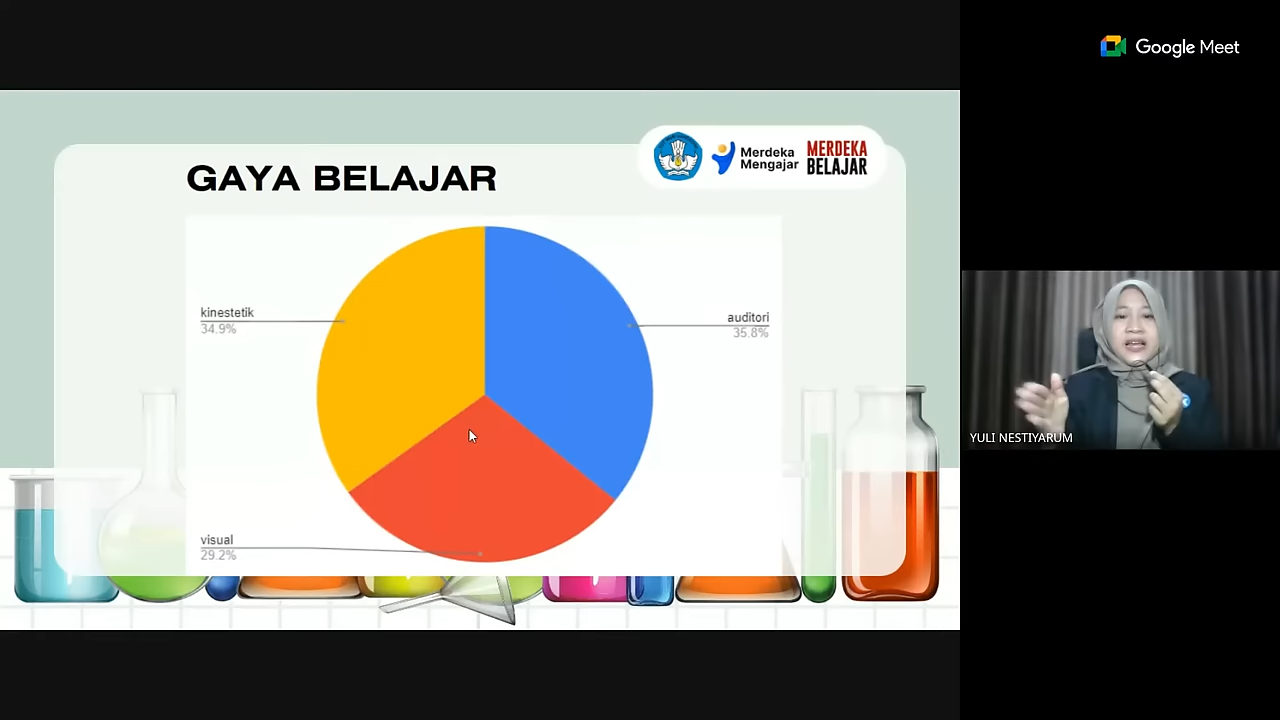 Google Meet
GAYA BELAJAR
Merdeka
Mengajar
MERDEKA
BELAJAR
kinestetik
34.9%
auditori
35.8%
visual
29.2%
YULI NESTIYARUM